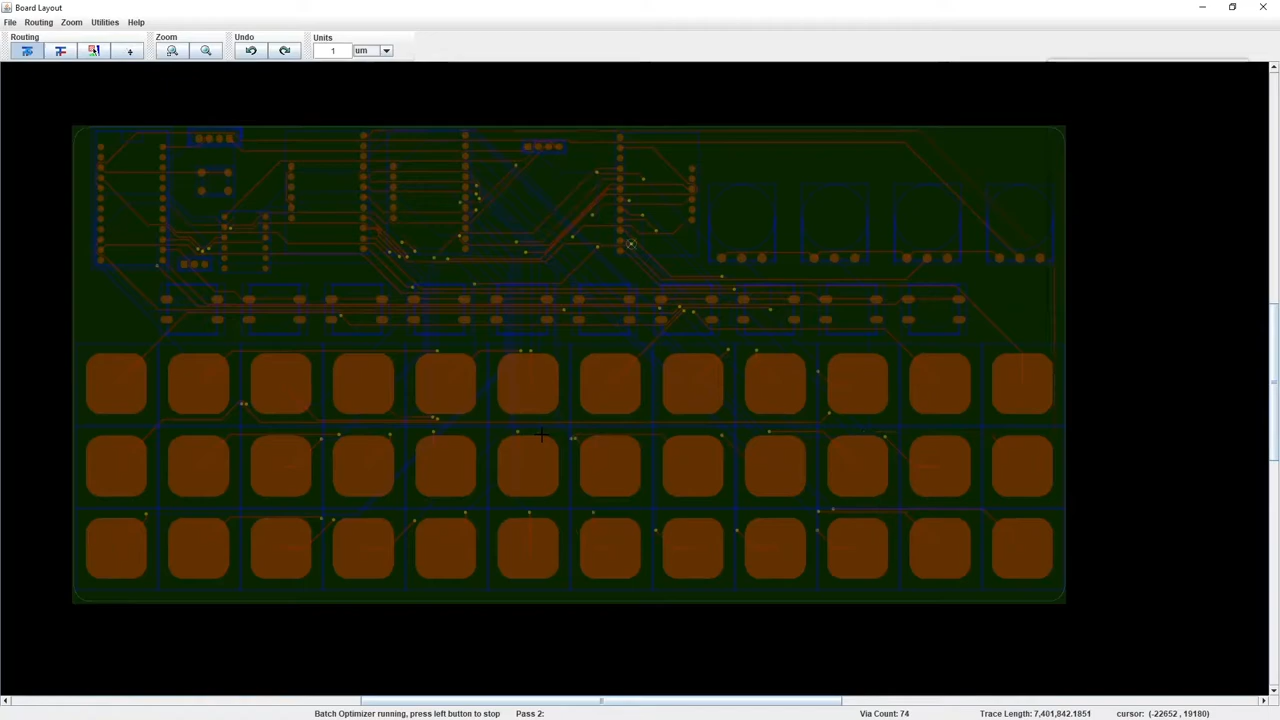 Board Layout
File Routing Zoom Utilities Help
Routing Zoom Undo Units
1 um
Batch Optimizer running, press left button to stop Pass 2: Via Count: 74 Trace Length: 7,401,842.1851 cursor: (-22652 , 19180)